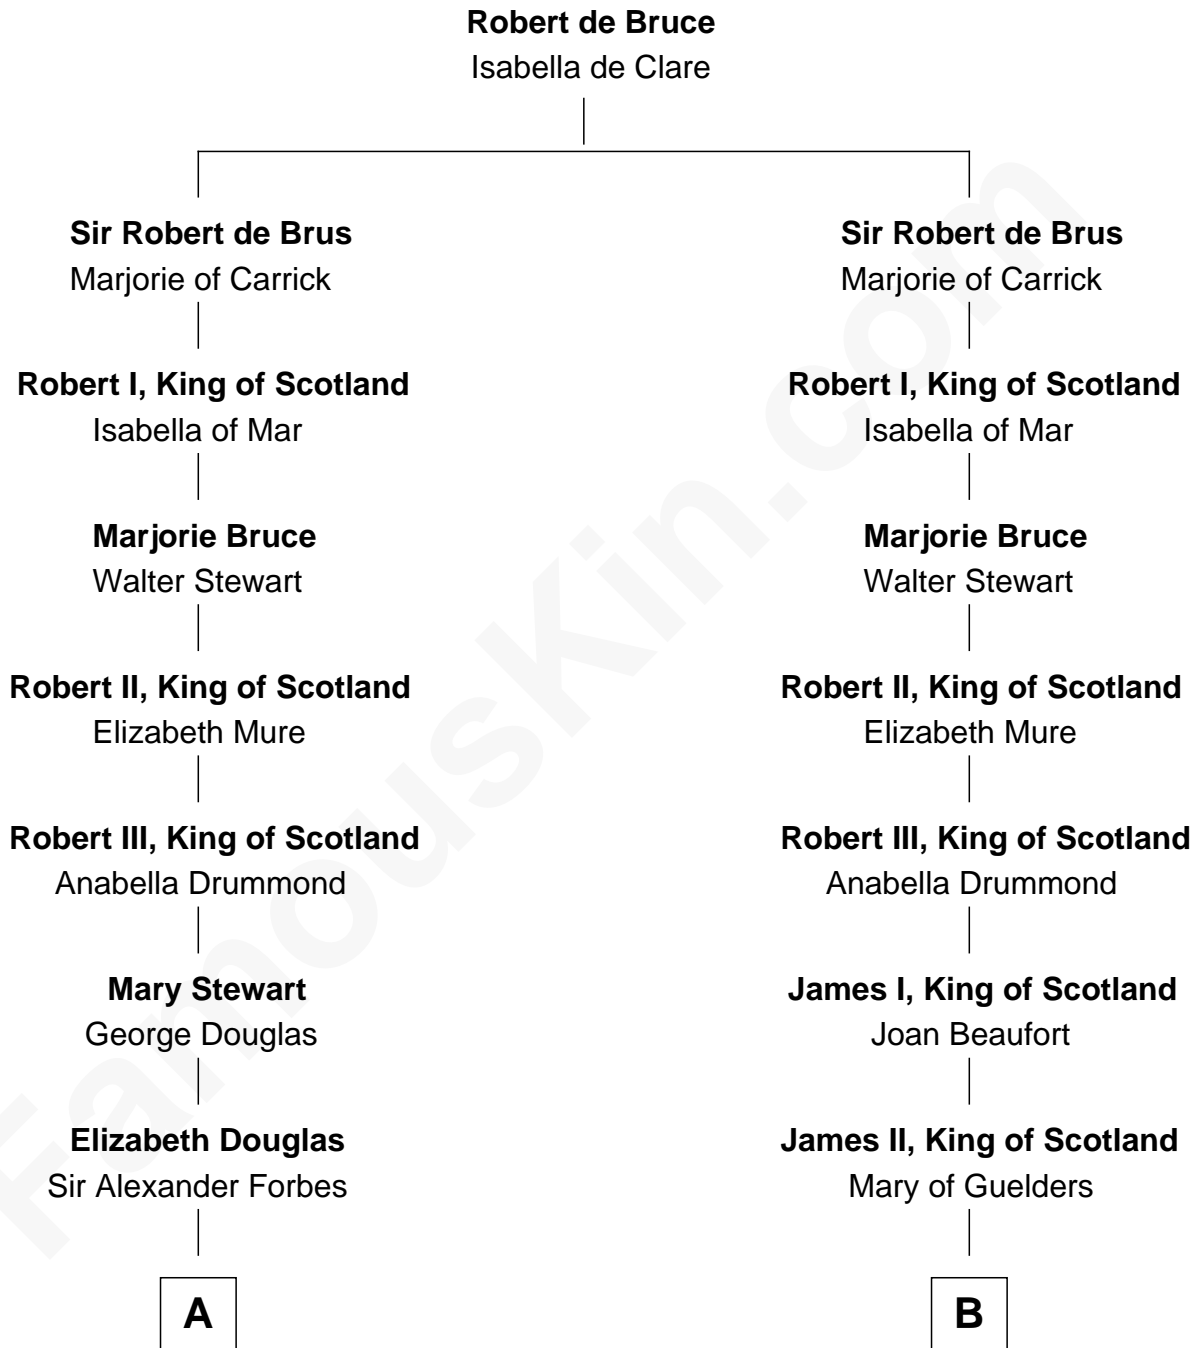 Robert de Bruce
Isabella de Clare
Sir Robert de Brus
Marjorie of Carrick
Sir Robert de Brus
Marjorie of Carrick
Robert I, King of Scotland
Isabella of Mar
Robert I, King of Scotland
Isabella of Mar
Marjorie Bruce
Walter Stewart
Marjorie Bruce
Walter Stewart
Robert II, King of Scotland
Elizabeth Mure
Robert II, King of Scotland
Elizabeth Mure
Robert III, King of Scotland
Anabella Drummond
Robert III, King of Scotland
Anabella Drummond
Mary Stewart
George Douglas
James I, King of Scotland
Joan Beaufort
Elizabeth Douglas
Sir Alexander Forbes
James II, King of Scotland
Mary of Guelders
A
B
FamousKin.com